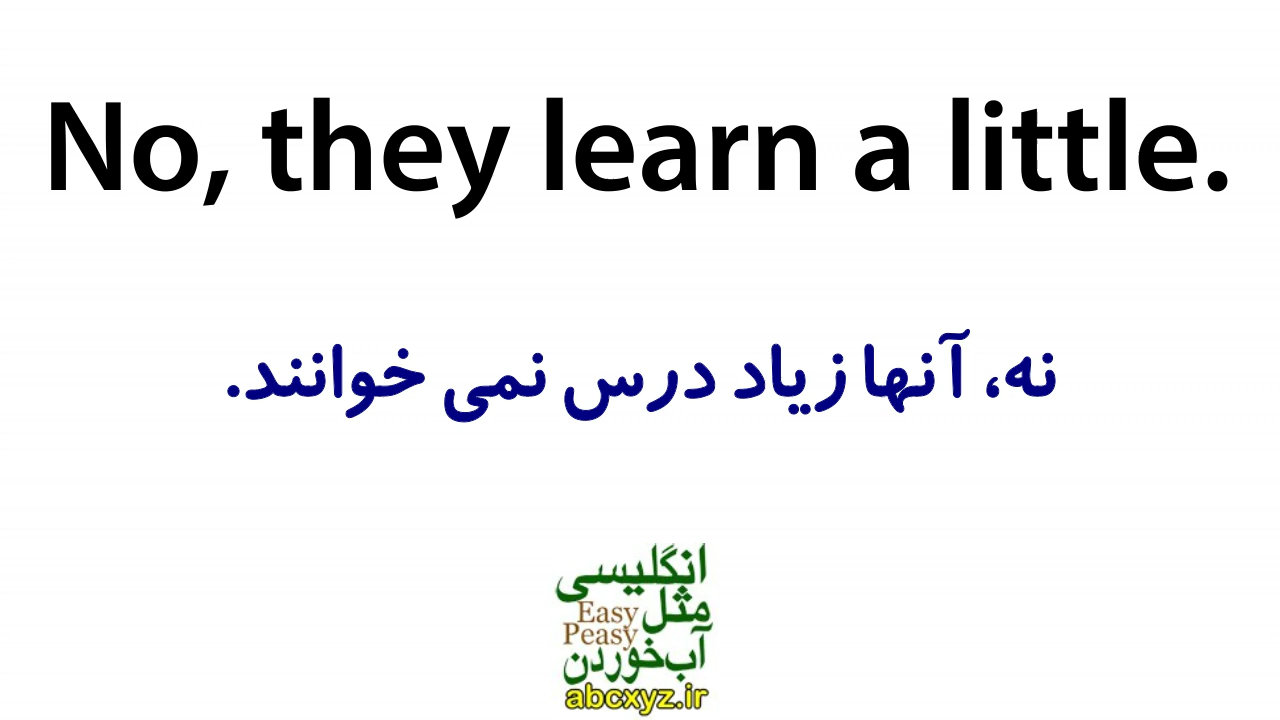 No, they learn a little.
نه، آنها زیاد درس نمی خوانند.
انگلیسی
مثل
Easy
Peasy
آب‌خوردن
abcxyz.ir